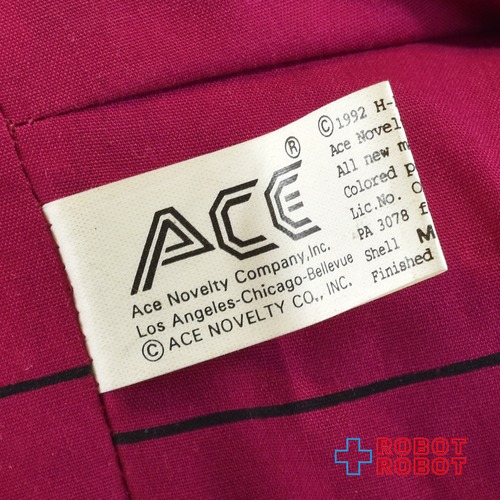 ACE®
Ace Novelty Company, Inc.
Los Angeles-Chicago-Bellevue
© ACE NOVELTY CO., INC.
©1992 H-
Ace Novel
All new m
Colored p
Lic.No. O
PA 3078 f
Shell M
Finished
ROBOT
ROBOT